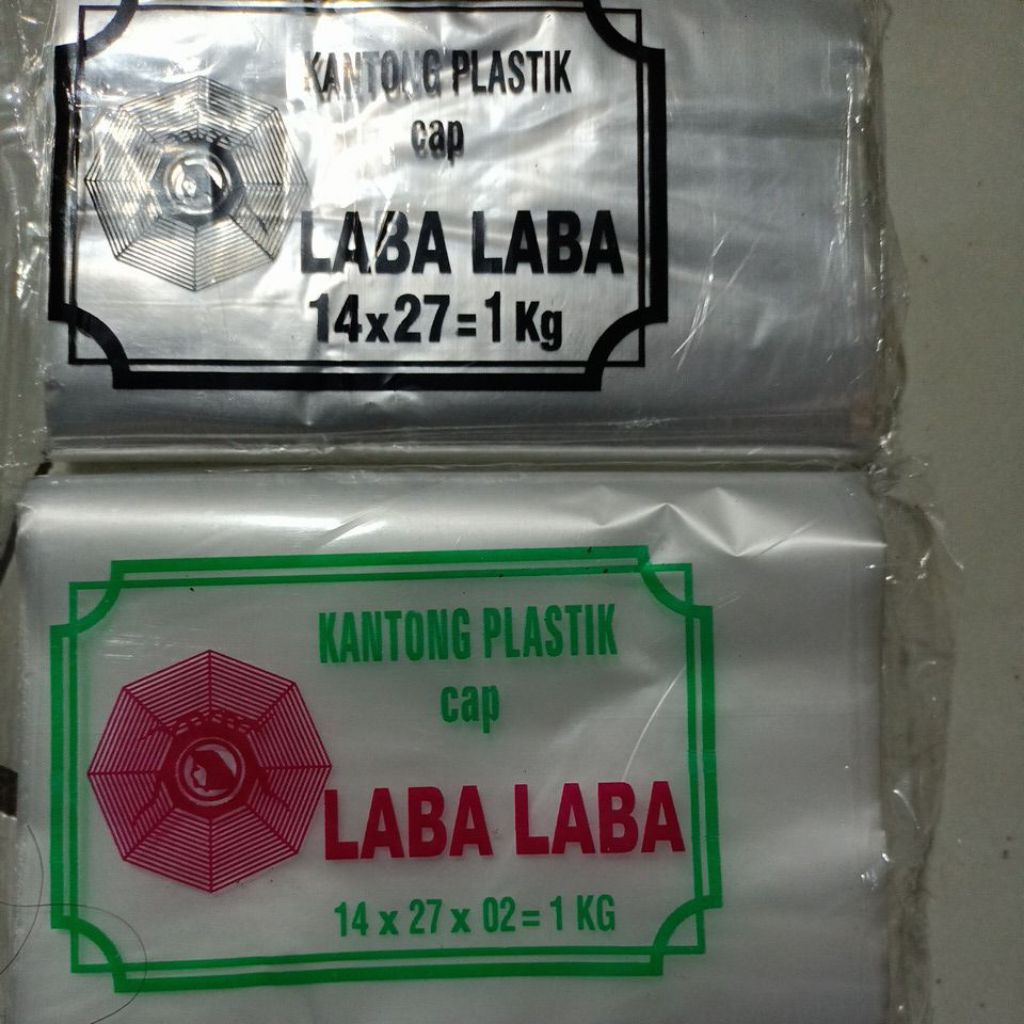 KANTONG PLASTIK
cap
LABA LABA
14x27=1Kg
KANTONG PLASTIK
cap
LABA LABA
14 x 27 x 02= 1 KG